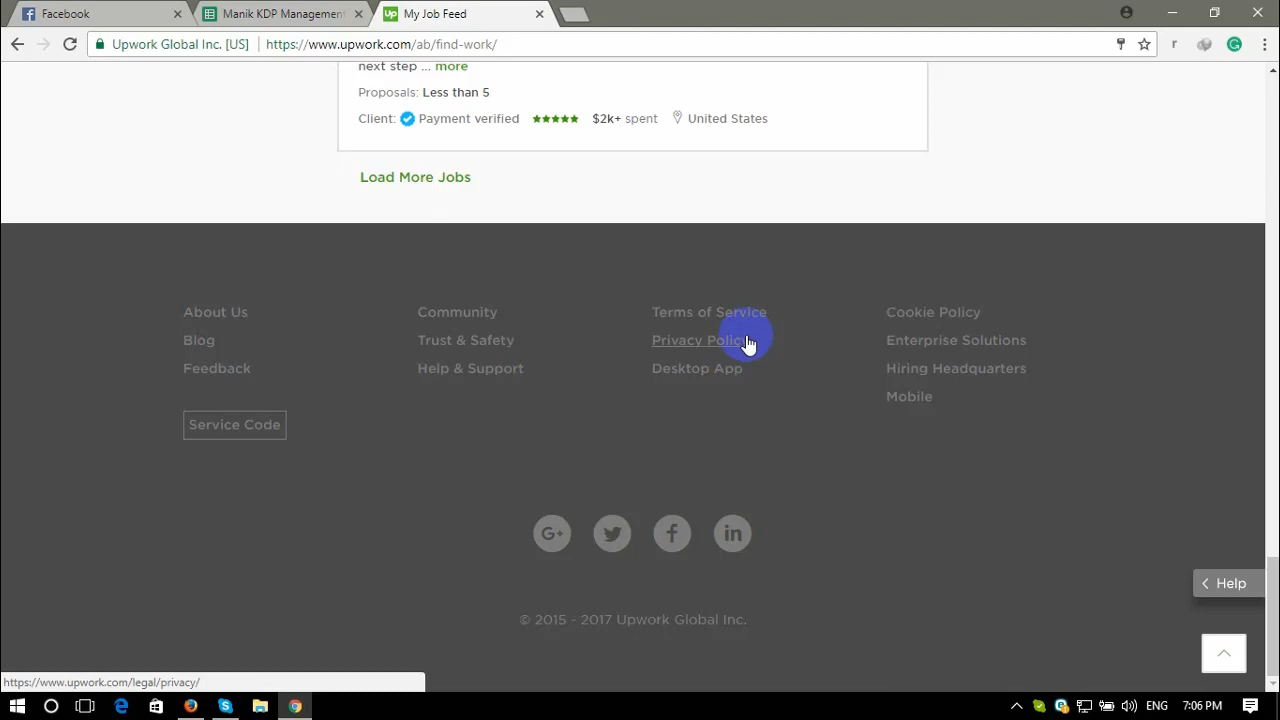 Facebook
Manik KDP Management
My Job Feed
Upwork Global Inc. [US]
https://www.upwork.com/ab/find-work/
next step ... more
Proposals: Less than 5
Client: Payment verified $2k+ spent United States
Load More Jobs
About Us
Blog
Feedback
Service Code
Community
Trust & Safety
Help & Support
Terms of Service
Privacy Policy
Desktop App
Cookie Policy
Enterprise Solutions
Hiring Headquarters
Mobile
Help
© 2015 - 2017 Upwork Global Inc.
https://www.upwork.com/legal/privacy/
ENG 7:06 PM